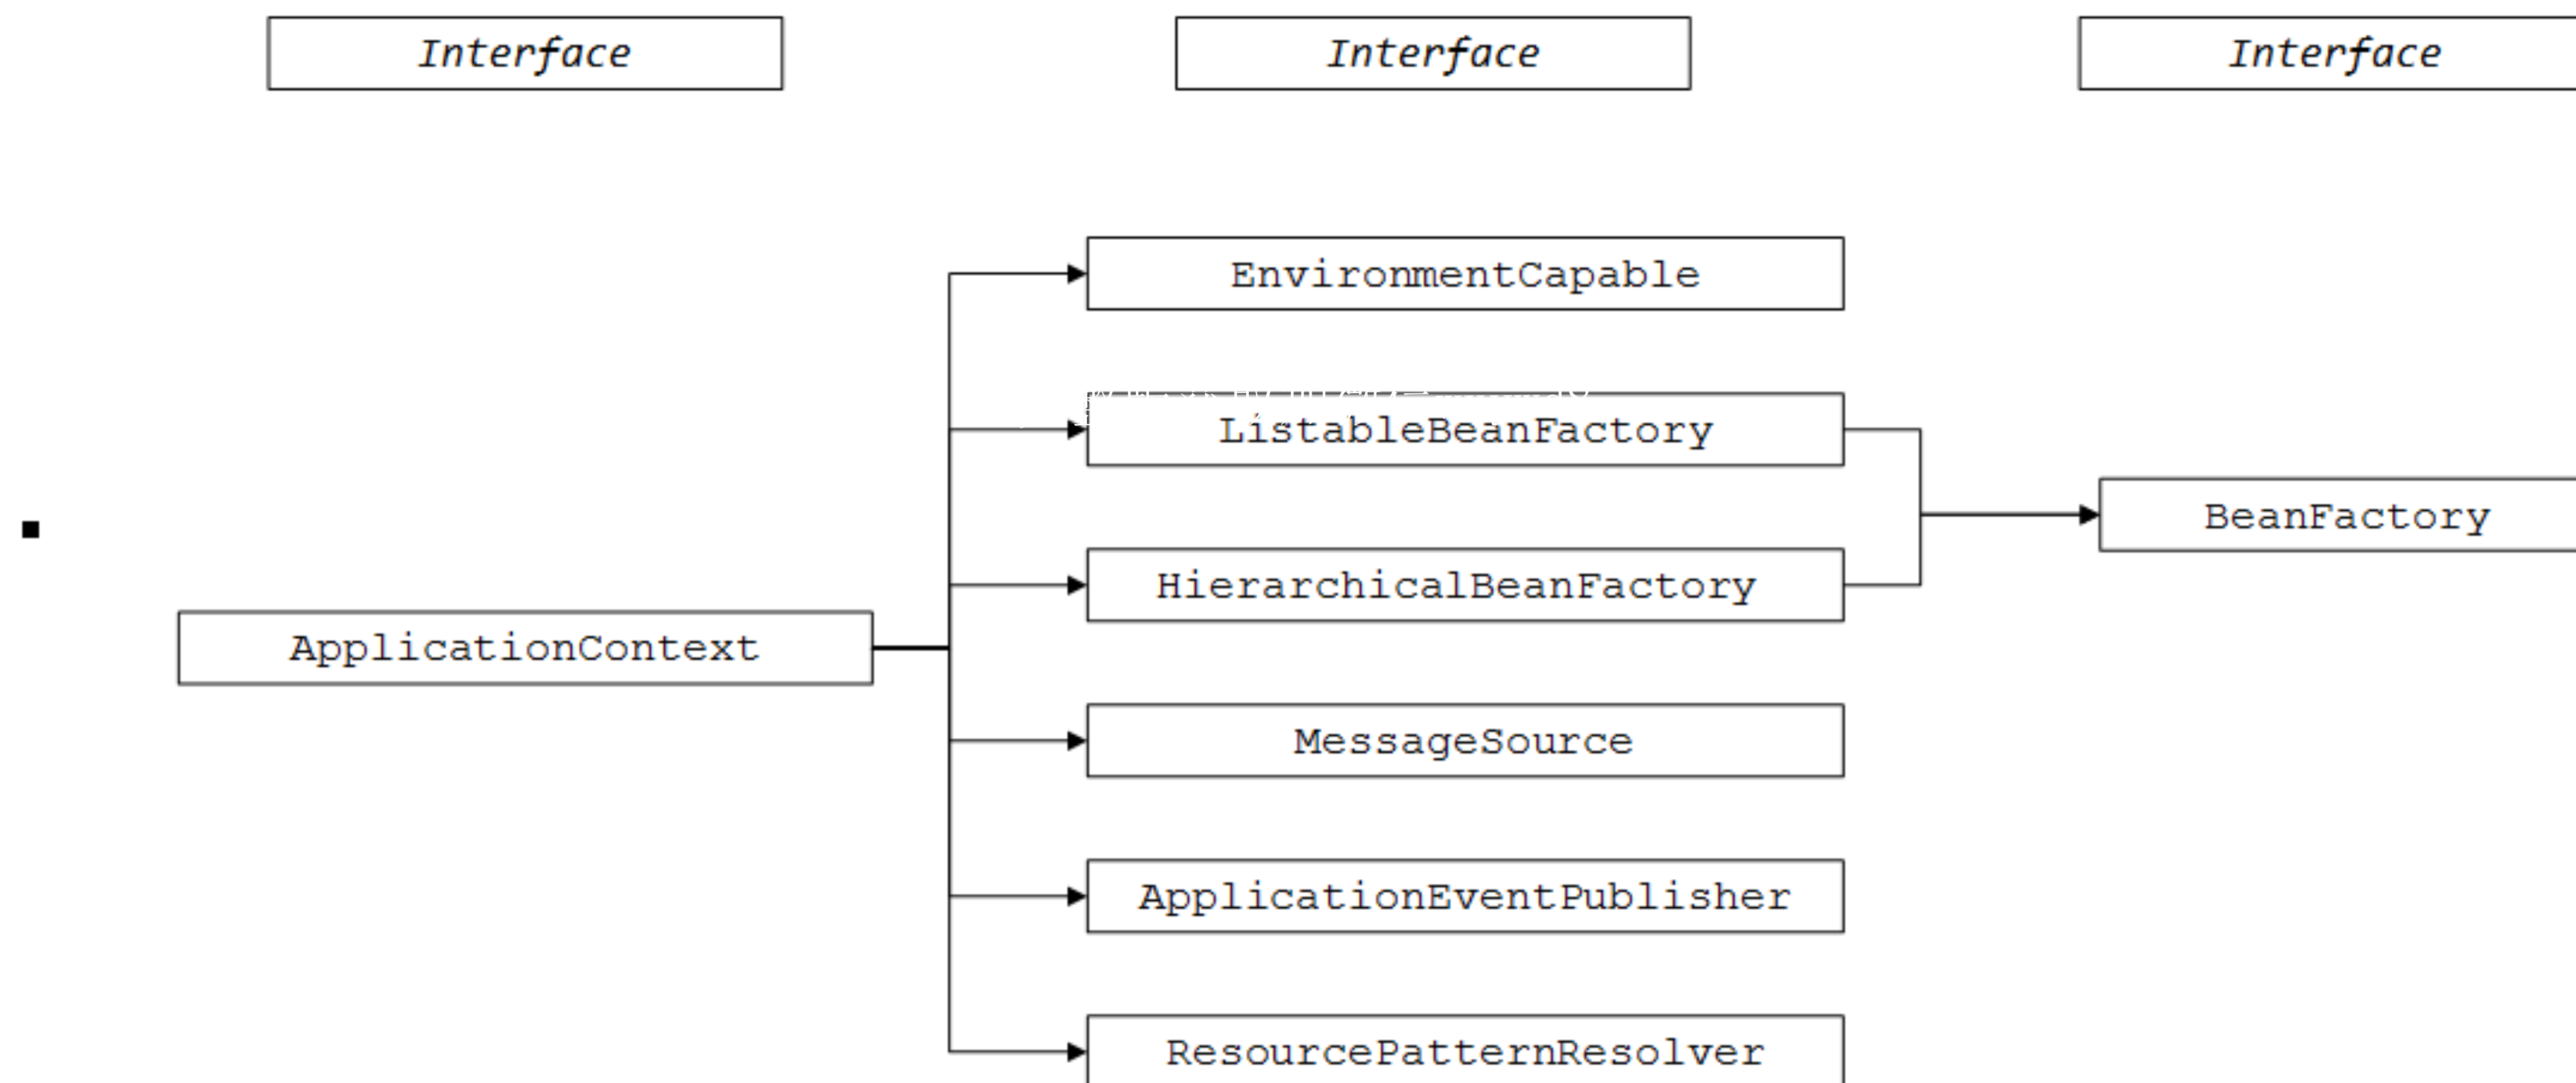 Interface Interface Interface
EnvironmentCapable
ListableBeanFactory
BeanFactory
HierarchicalBeanFactory
ApplicationContext
MessageSource
ApplicationEventPublisher
ResourcePatternResolver